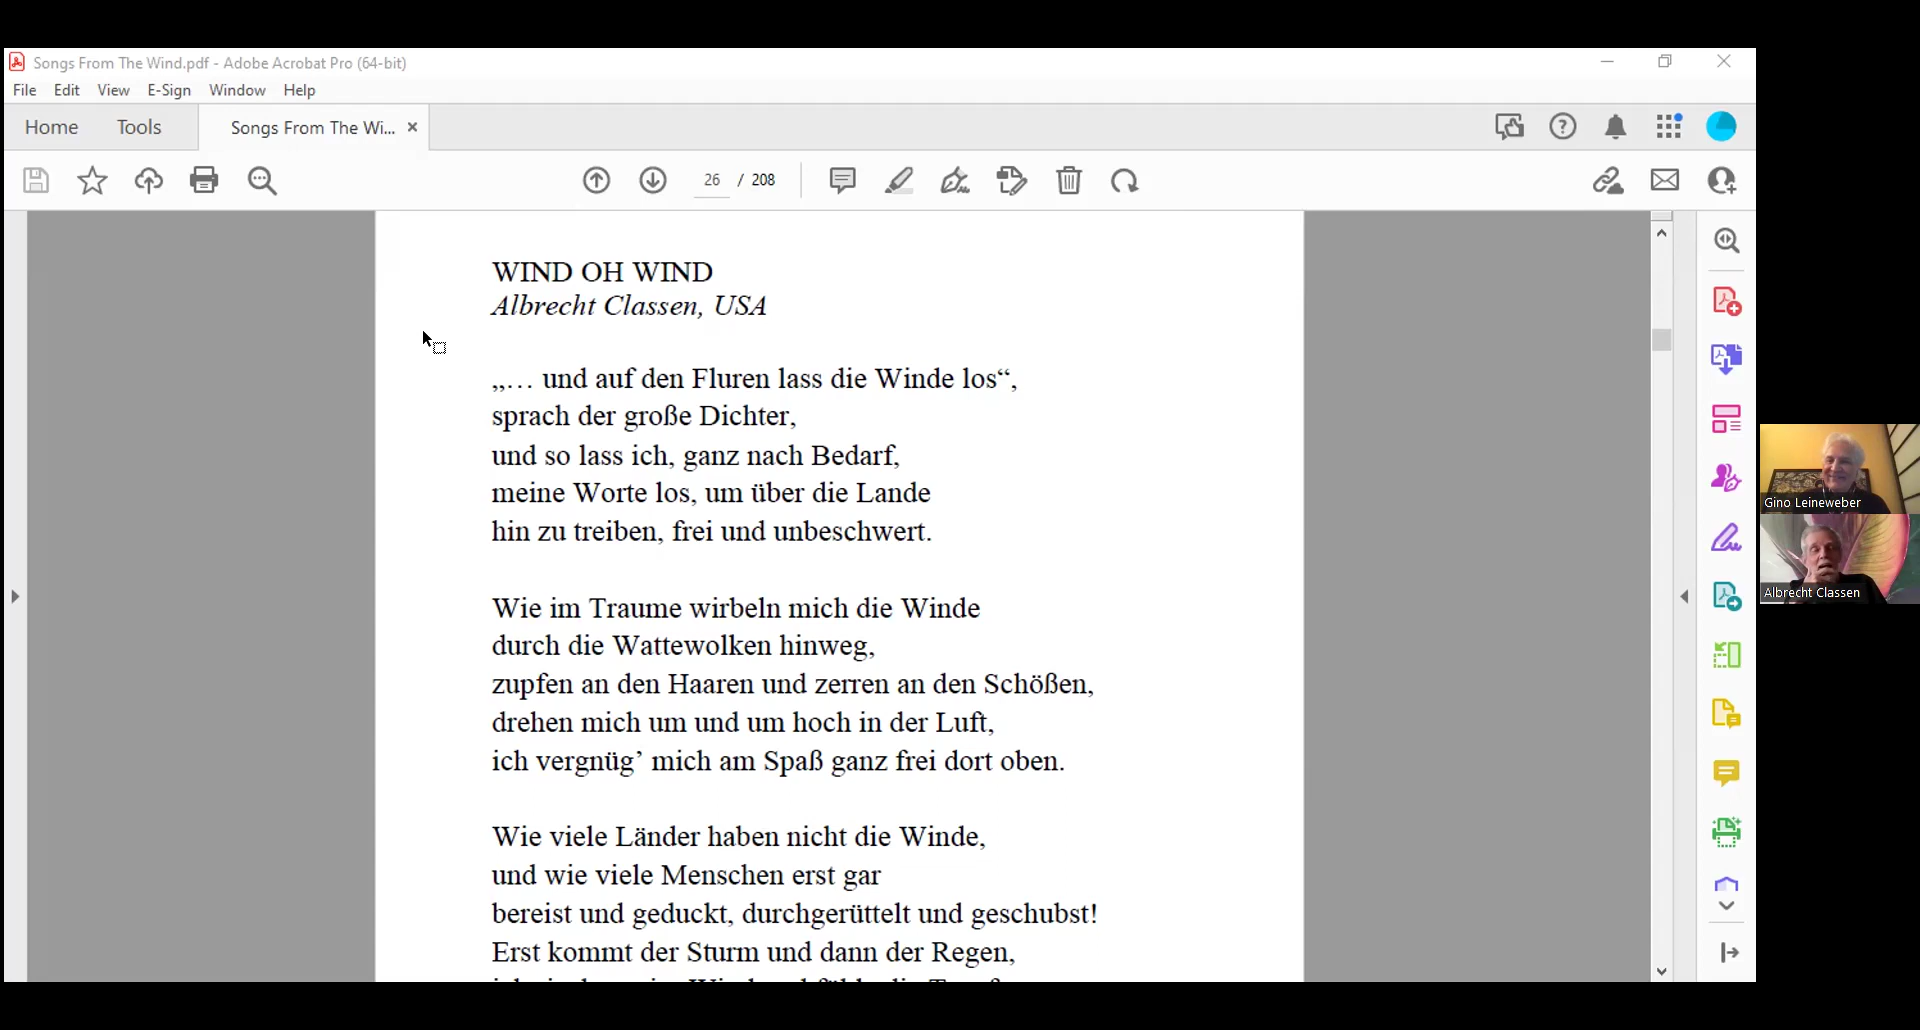 Songs From The Wind.pdf - Adobe Acrobat Pro (64-bit)
File Edit View E-Sign Window Help
Home Tools Songs From The Wi... ×
26 / 208
WIND OH WIND
Albrecht Classen, USA
„… und auf den Fluren lass die Winde los“,
sprach der große Dichter,
und so lass ich, ganz nach Bedarf,
meine Worte los, um über die Lande
hin zu treiben, frei und unbeschwert.
Wie im Traume wirbeln mich die Winde
durch die Wattewolken hinweg,
zupfen an den Haaren und zerren an den Schößen,
drehen mich um und um hoch in der Luft,
ich vergnüg’ mich am Spaß ganz frei dort oben.
Wie viele Länder haben nicht die Winde,
und wie viele Menschen erst gar
bereist und geduckt, durchgerüttelt und geschubst!
Erst kommt der Sturm und dann der Regen,
Gino Leineweber
Albrecht Classen